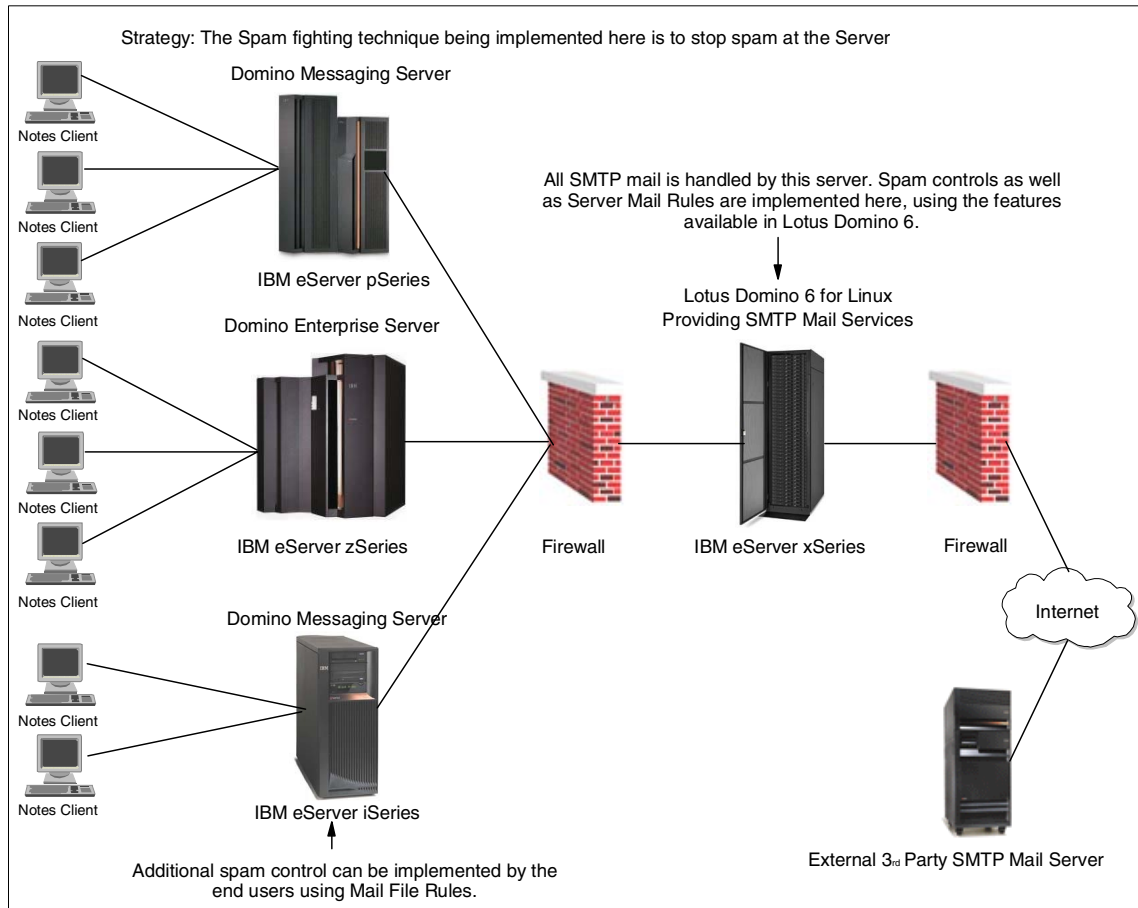 Strategy: The Spam fighting technique being implemented here is to stop spam at the Server
Domino Messaging Server
Notes Client
Notes Client
Notes Client
IBM eServer pSeries
All SMTP mail is handled by this server. Spam controls as well
as Server Mail Rules are implemented here, using the features
available in Lotus Domino 6.
Lotus Domino 6 for Linux
Providing SMTP Mail Services
Domino Enterprise Server
Notes Client
Notes Client
Notes Client
IBM eServer zSeries
Firewall
IBM eServer xSeries
Firewall
Internet
Domino Messaging Server
Notes Client
Notes Client
IBM eServer iSeries
Additional spam control can be implemented by the
end users using Mail File Rules.
External 3rd Party SMTP Mail Server